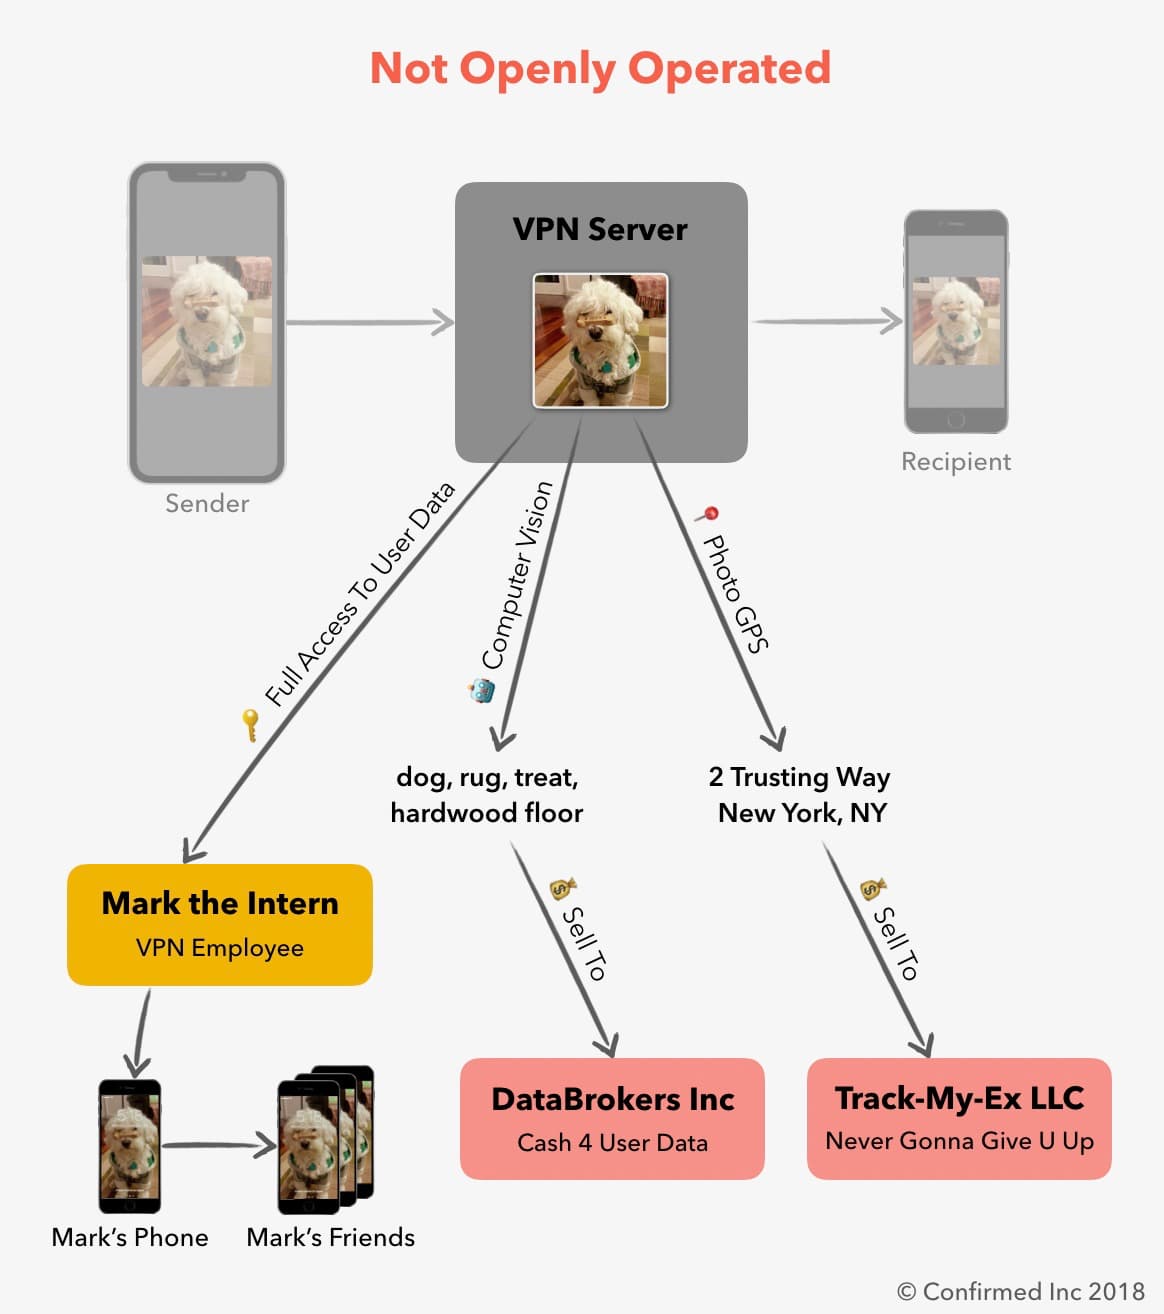 Not Openly Operated
VPN Server
Sender
Recipient
Full Access To User Data
Computer Vision
Photo GPS
dog, rug, treat,
hardwood floor
2 Trusting Way
New York, NY
Mark the Intern
VPN Employee
Sell To
Sell To
DataBrokers Inc
Cash 4 User Data
Track-My-Ex LLC
Never Gonna Give U Up
Mark’s Phone
Mark’s Friends
© Confirmed Inc 2018